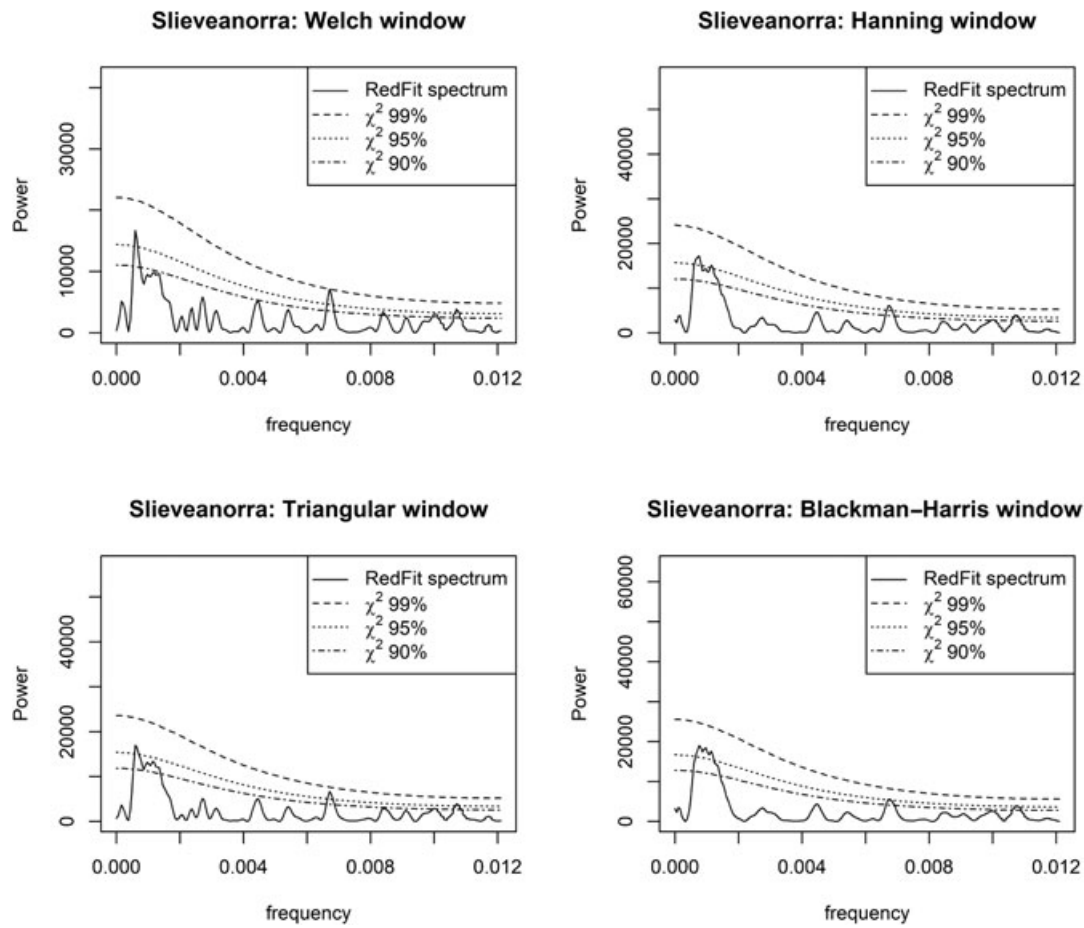 Slieveanorra: Welch window
RedFit spectrum
χ² 99%
χ² 95%
χ² 90%
Power
0
10000
30000
0.000
0.004
0.008
0.012
frequency
Slieveanorra: Hanning window
RedFit spectrum
χ² 99%
χ² 95%
χ² 90%
Power
0
20000
40000
0.000
0.004
0.008
0.012
frequency
Slieveanorra: Triangular window
RedFit spectrum
χ² 99%
χ² 95%
χ² 90%
Power
0
20000
40000
0.000
0.004
0.008
0.012
frequency
Slieveanorra: Blackman−Harris window
RedFit spectrum
χ² 99%
χ² 95%
χ² 90%
Power
0
20000
40000
60000
0.000
0.004
0.008
0.012
frequency